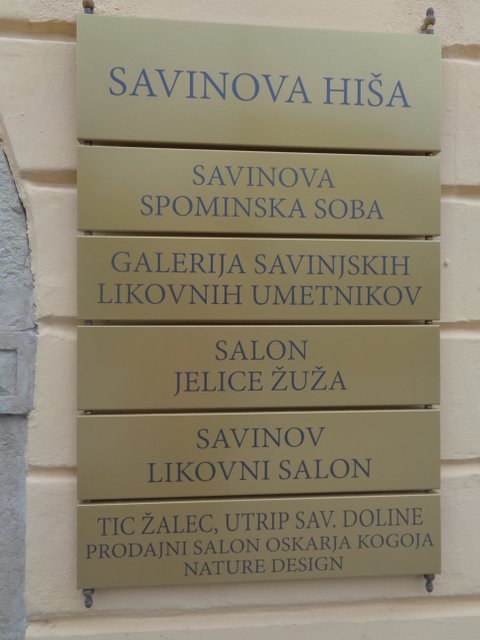 SAVINOVA HIŠA
SAVINOVA
SPOMINSKA SOBA
GALERIJA SAVINJSKIH
LIKOVNIH UMETNIKOV
SALON
JELICE ŽUŽA
SAVINOV
LIKOVNI SALON
TIC ŽALEC, UTRIP SAV. DOLINE
PRODAJNI SALON OSKARJA KOGOJA
NATURE DESIGN